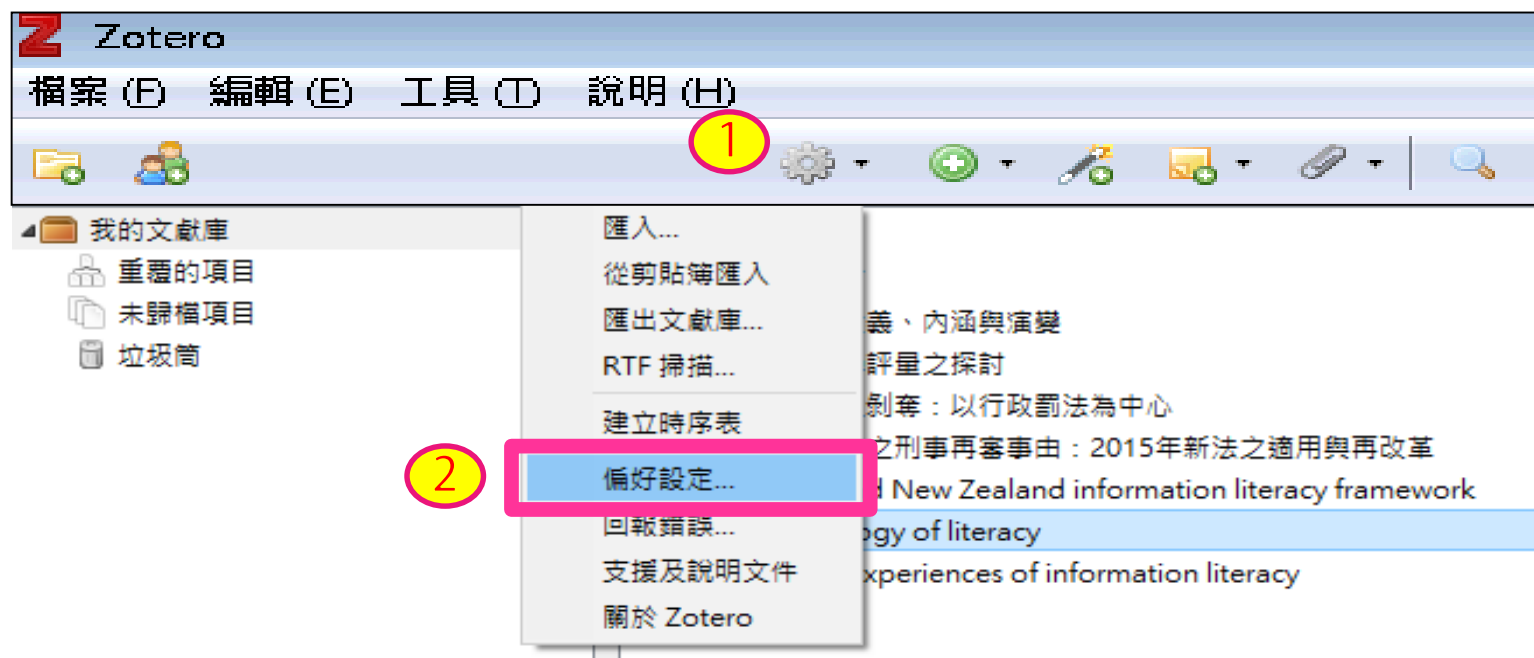 Zotero
檔案 (F) 編輯 (E) 工具 (T) 說明 (H)
1
我的文獻庫
重覆的項目
未歸檔項目
垃圾筒
匯入...
從剪貼簿匯入
匯出文獻庫...
RTF 掃描...
建立時序表
2
偏好設定...
回報錯誤...
支援及說明文件
關於 Zotero
義、內涵與演變
評量之探討
剝奪：以行政罰法為中心
之刑事再審事由：2015年新法之適用與再改革
New Zealand information literacy framework
ogy of literacy
xperiences of information literacy